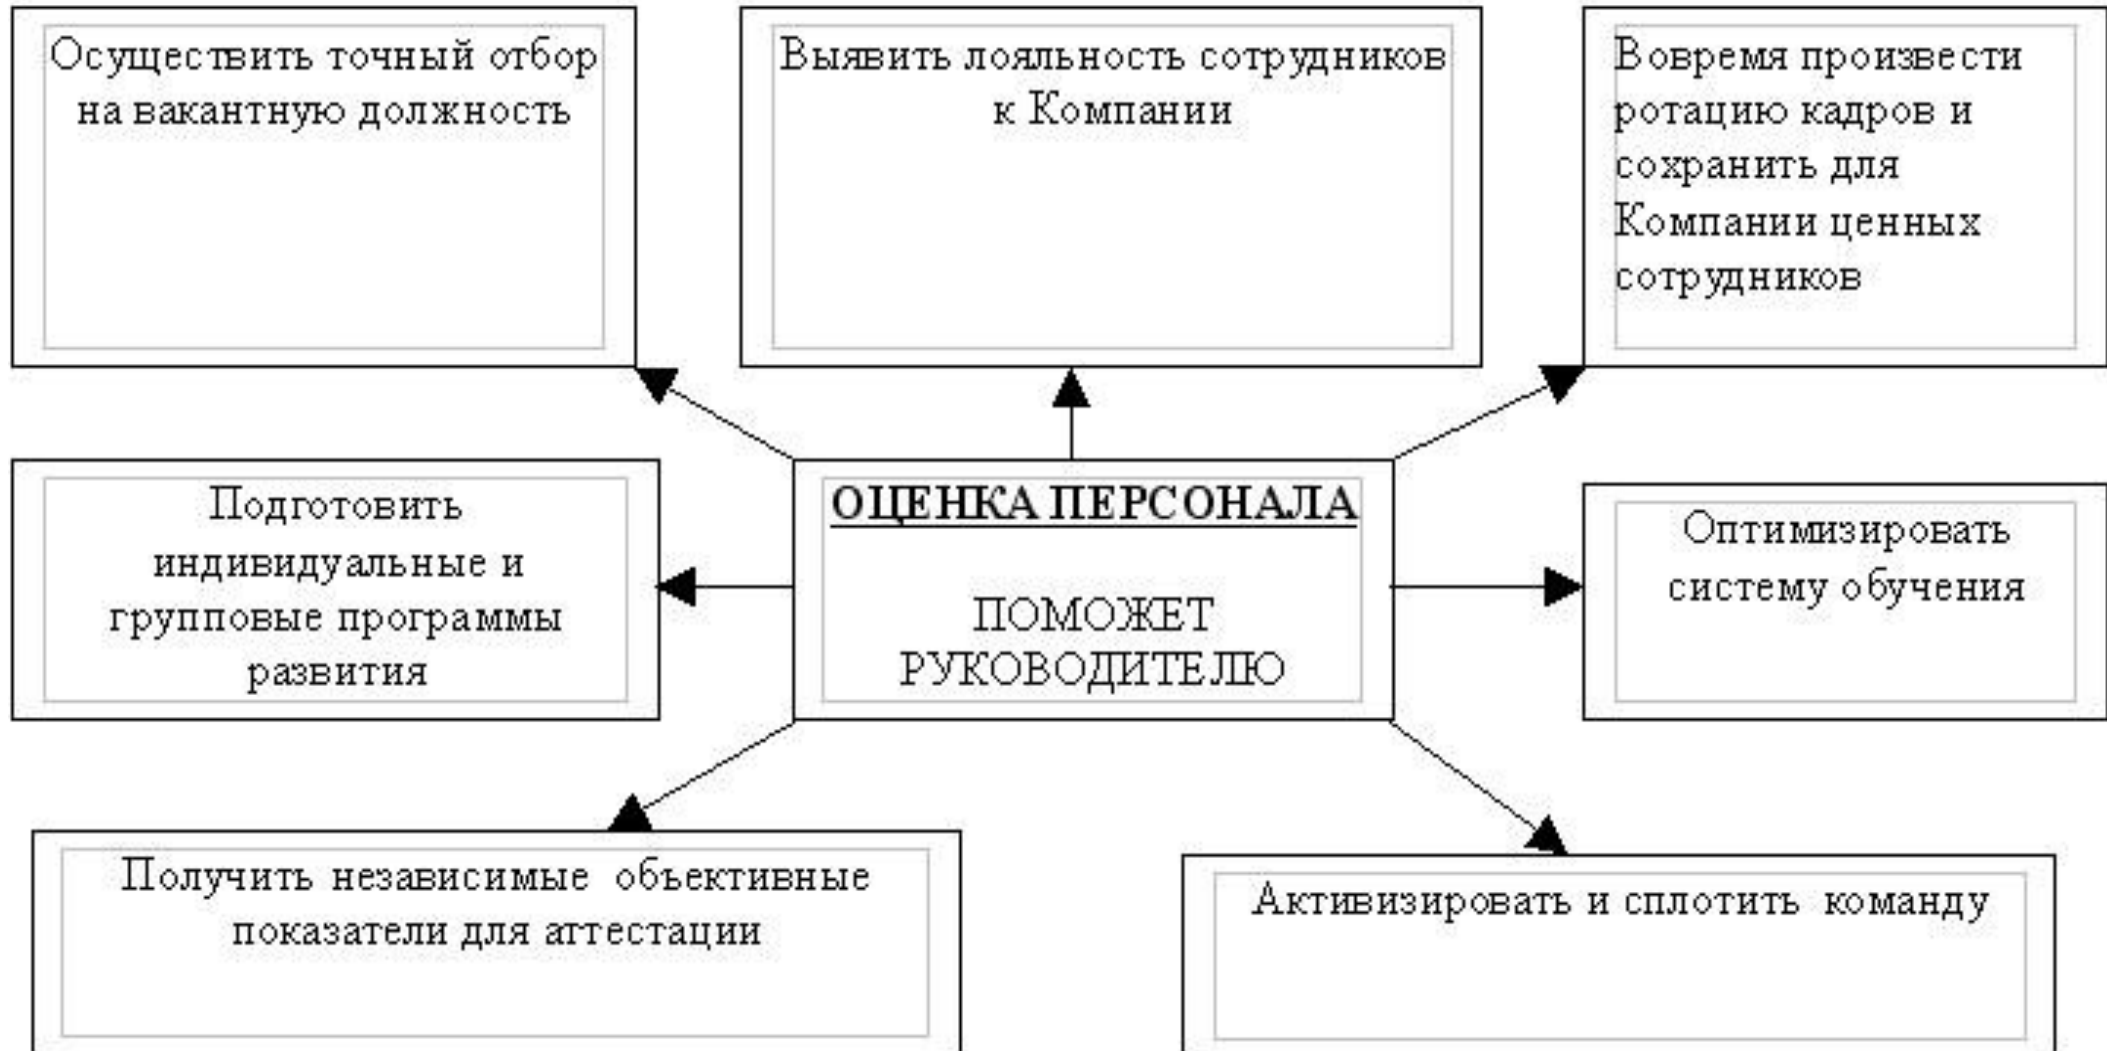 Осуществить точный отбор
на вакантную должность
Выявить лояльность сотрудников
к Компании
Вовремя произвести
ротацию кадров и
сохранить для
Компании ценных
сотрудников
Подготовить
индивидуальные и
групповые программы
развития
ОЦЕНКА ПЕРСОНАЛА
ПОМОЖЕТ
РУКОВОДИТЕЛЮ
Оптимизировать
систему обучения
Получить независимые объективные
показатели для аттестации
Активизировать и сплотить команду